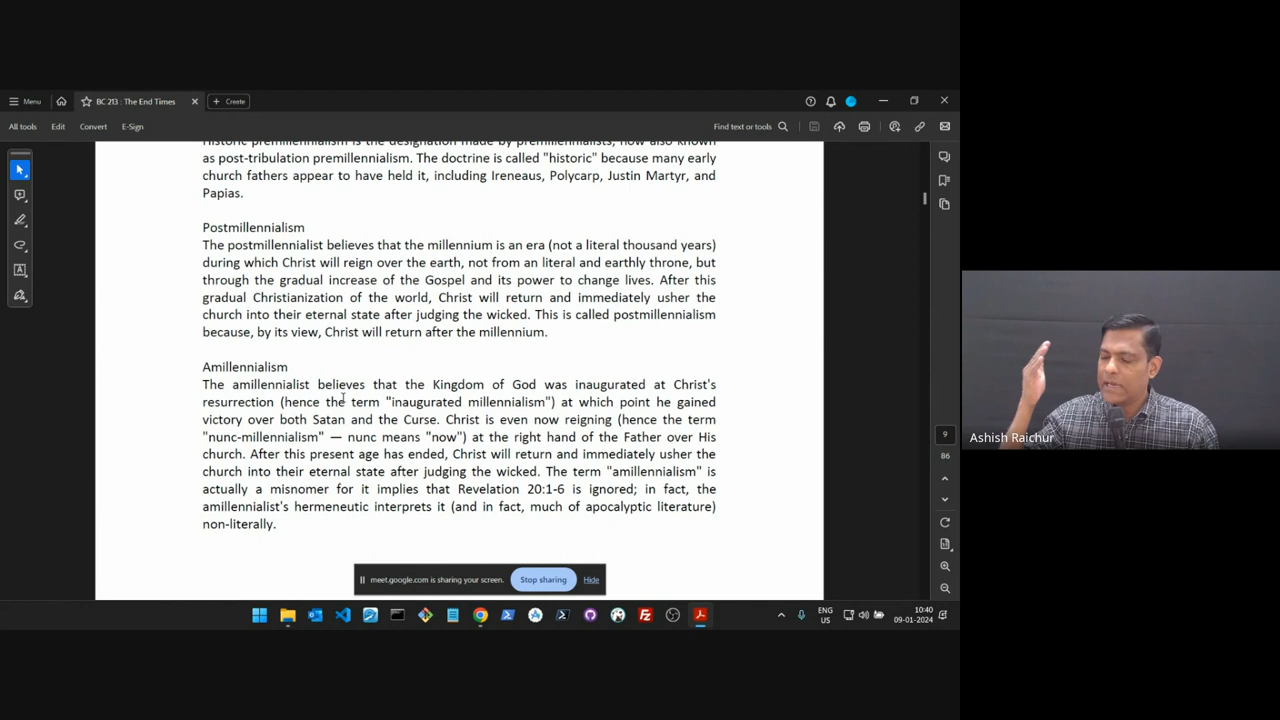 Menu
BC 213 : The End Times
Create
All tools
Edit
Convert
E-Sign
Find text or tools
Historic premillennialism is the designation made by premillennialists, now also known
as post-tribulation premillennialism. The doctrine is called "historic" because many early
church fathers appear to have held it, including Ireneaus, Polycarp, Justin Martyr, and
Papias.
Postmillennialism
The postmillennialist believes that the millennium is an era (not a literal thousand years)
during which Christ will reign over the earth, not from an literal and earthly throne, but
through the gradual increase of the Gospel and its power to change lives. After this
gradual Christianization of the world, Christ will return and immediately usher the
church into their eternal state after judging the wicked. This is called postmillennialism
because, by its view, Christ will return after the millennium.
Amillennialism
The amillennialist believes that the Kingdom of God was inaugurated at Christ's
resurrection (hence the term "inaugurated millennialism") at which point he gained
victory over both Satan and the Curse. Christ is even now reigning (hence the term
"nunc-millennialism" — nunc means "now") at the right hand of the Father over His
church. After this present age has ended, Christ will return and immediately usher the
church into their eternal state after judging the wicked. The term "amillennialism" is
actually a misnomer for it implies that Revelation 20:1-6 is ignored; in fact, the
amillennialist's hermeneutic interprets it (and in fact, much of apocalyptic literature)
non-literally.
9
86
Ashish Raichur
meet.google.com is sharing your screen.
Stop sharing
Hide
ENG
US
10:40
09-01-2024